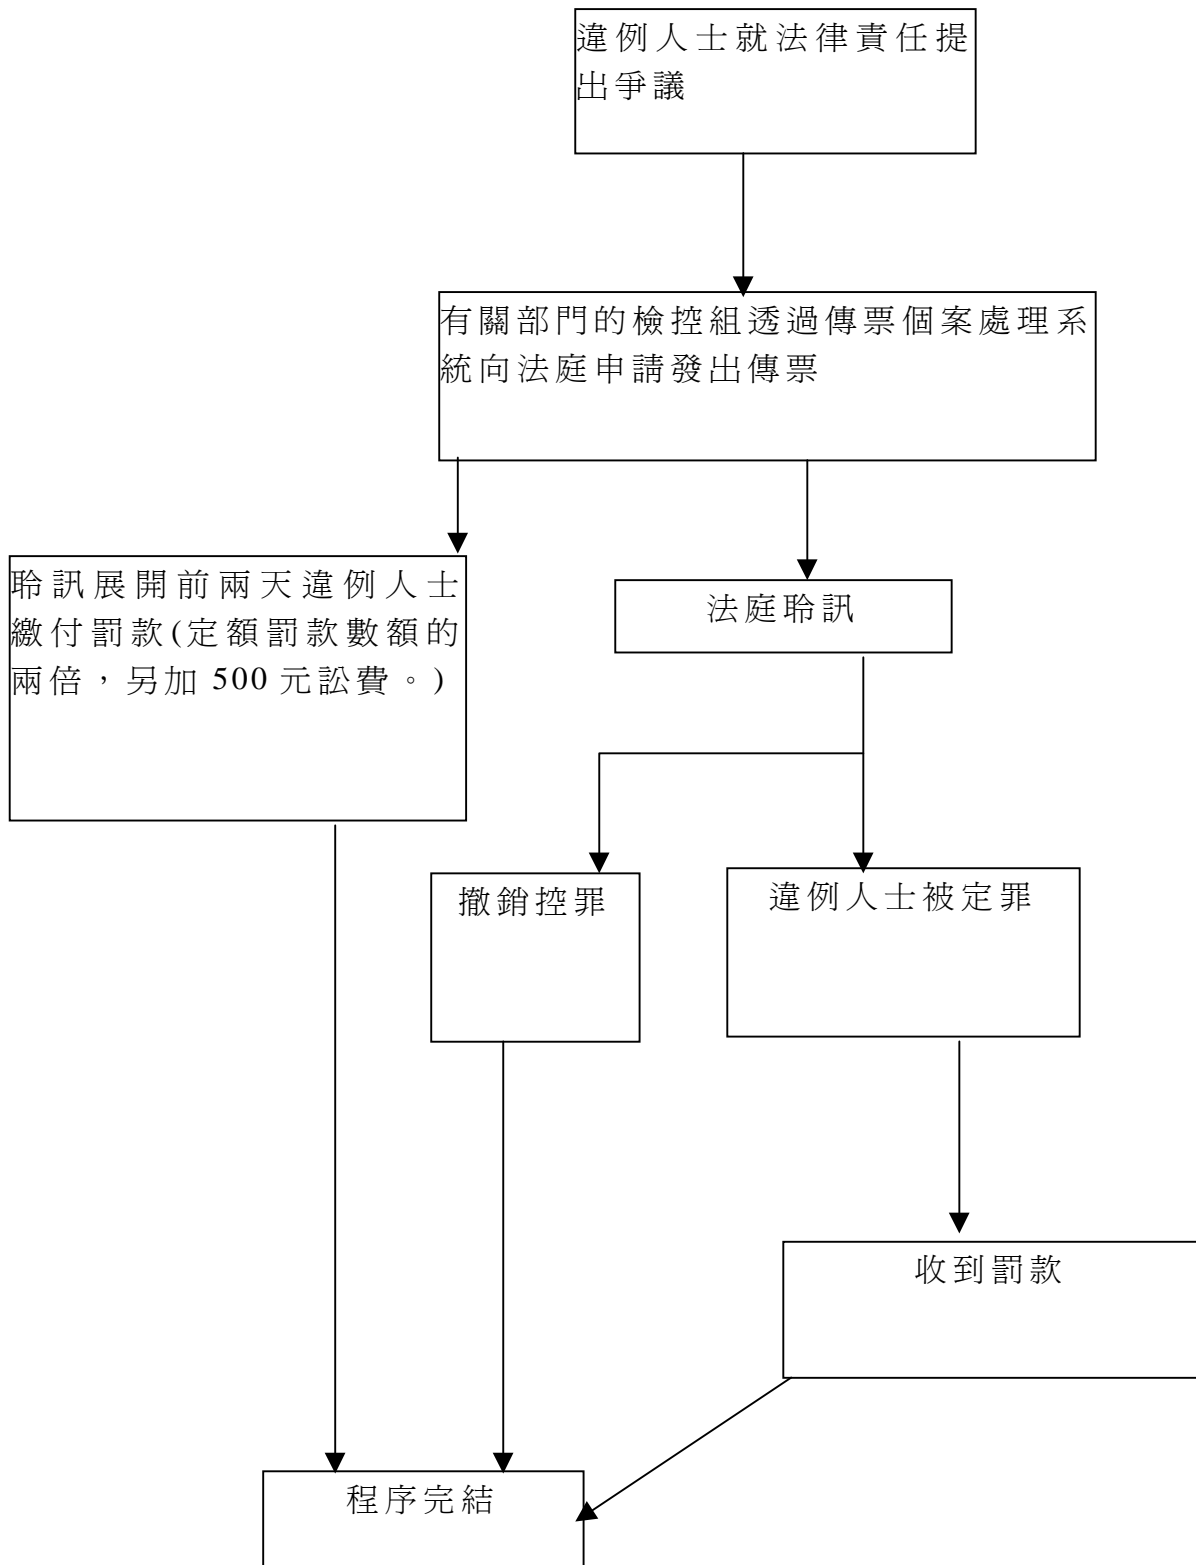 違例人士就法律責任提
出爭議
有關部門的檢控組透過傳票個案處理系
統向法庭申請發出傳票
聆訊展開前兩天違例人士
繳付罰款(定額罰款數額的
兩倍，另加 500 元訟費。)
法庭聆訊
撤銷控罪
違例人士被定罪
收到罰款
程序完結